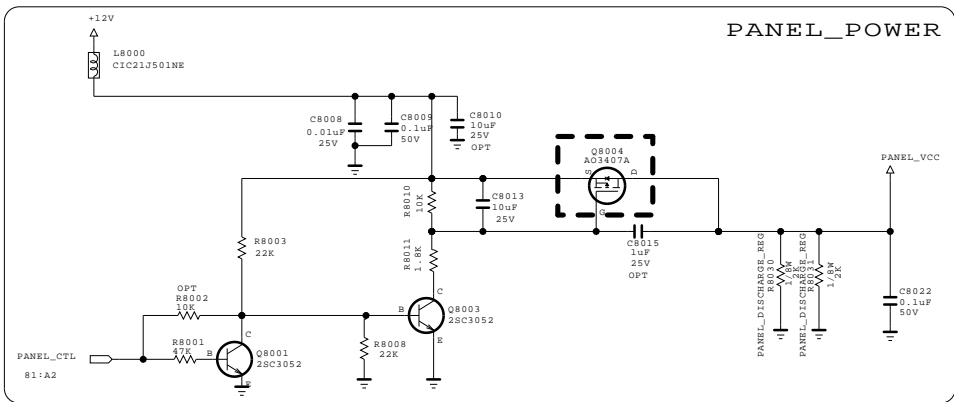 +12V
PANEL_POWER
L8000
CIC21J501NE
C8008
0.01uF
25V
C8009
0.1uF
50V
C8010
10uF
25V
OPT
Q8004
AO3407A
S
D
G
PANEL_VCC
R8010
10K
C8013
10uF
25V
R8003
22K
R8011
1.8K
C8015
1uF
25V
OPT
PANEL_DISCHARGE_REG
R8030
1/8W
2K
PANEL_DISCHARGE_REG
R8031
1/8W
2K
C8022
0.1uF
50V
OPT
R8002
10K
C
B
Q8003
2SC3052
E
R8008
22K
PANEL_CTL
81:A2
R8001
47K
C
B
Q8001
2SC3052
E